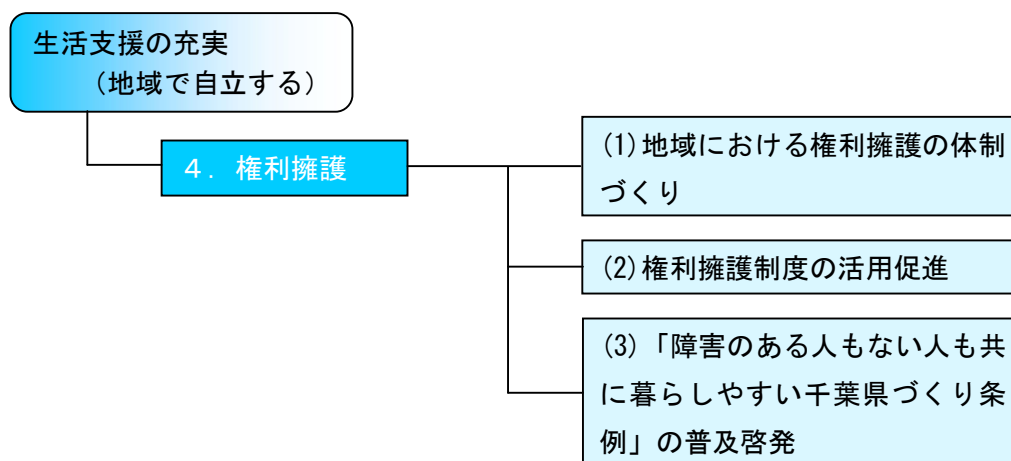 生活支援の充実
（地域で自立する）
４．権利擁護
(1)地域における権利擁護の体制
づくり
(2)権利擁護制度の活用促進
(3)「障害のある人もない人も共
に暮らしやすい千葉県づくり条
例」の普及啓発